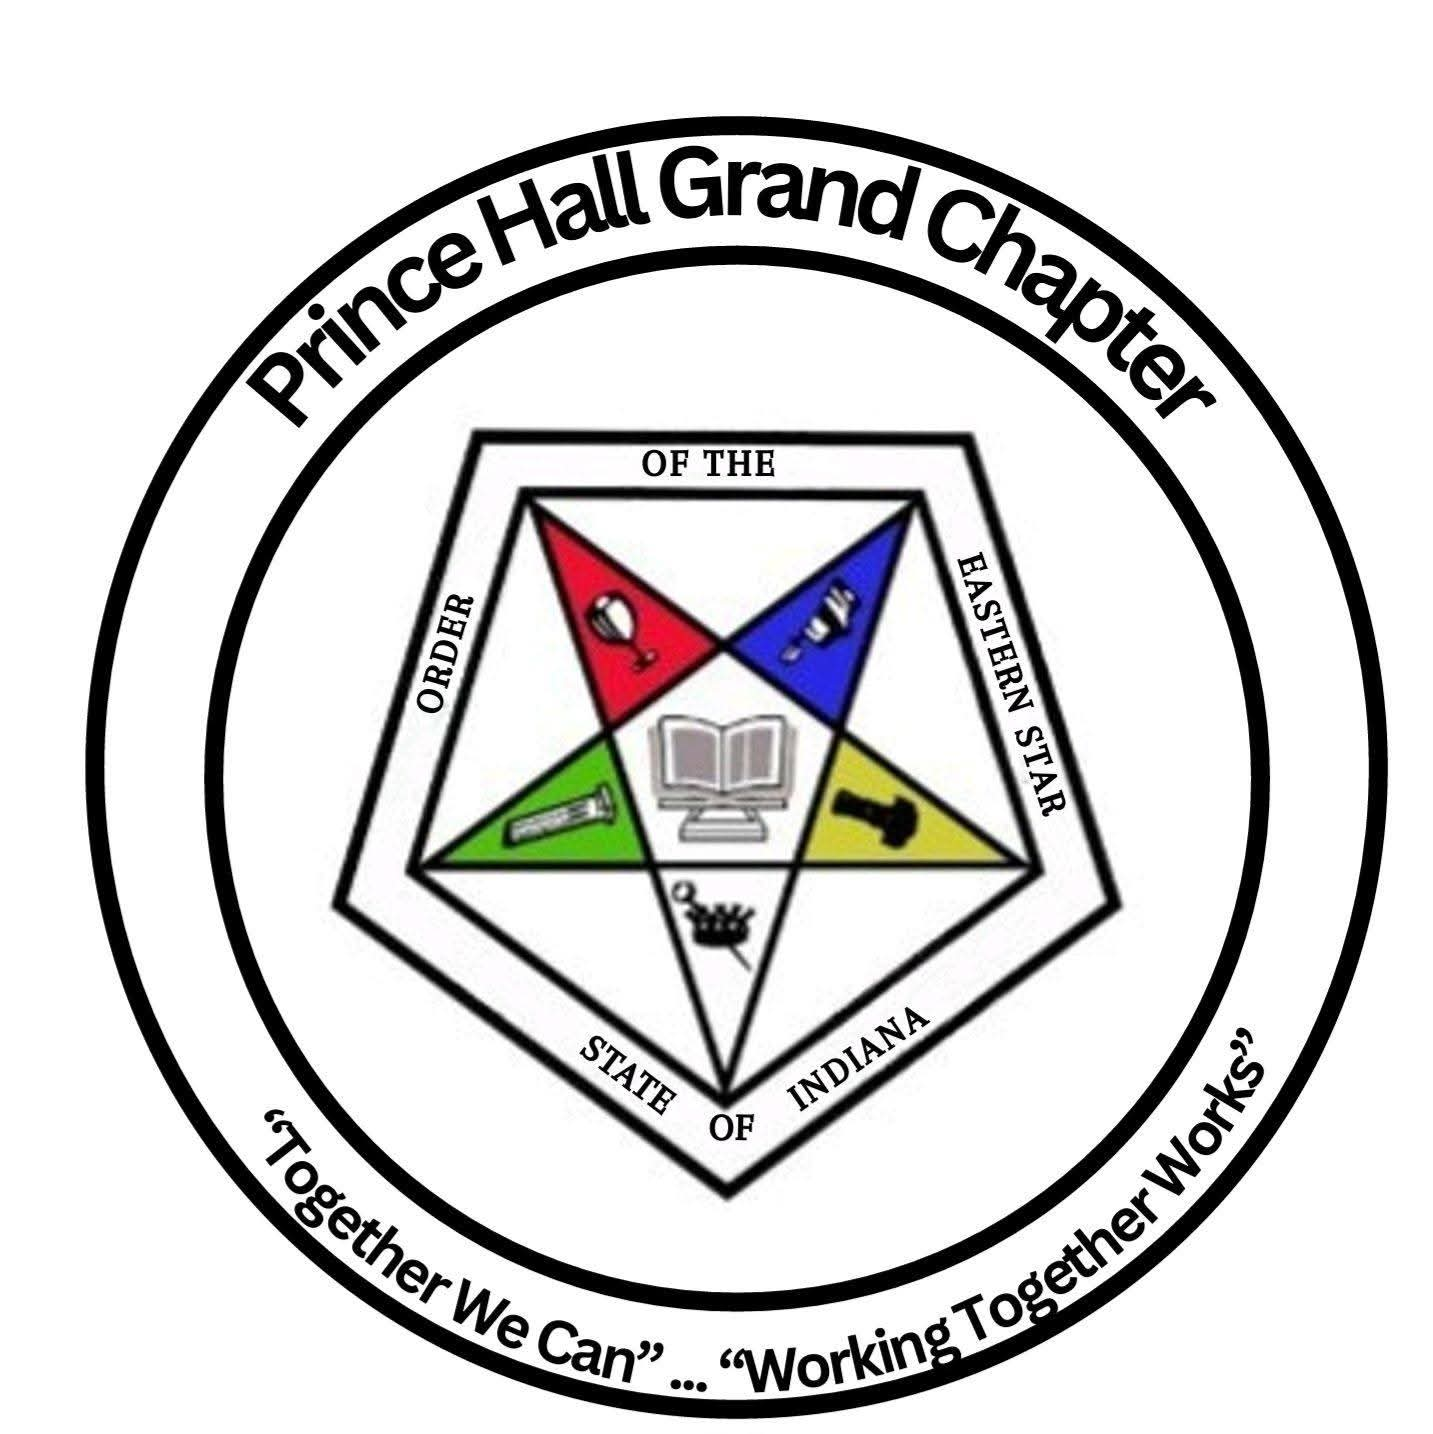 Prince Hall Grand Chapter
ORDER
OF THE
EASTERN STAR
STATE
OF
INDIANA
“Together We Can” ... “Working Together Works”